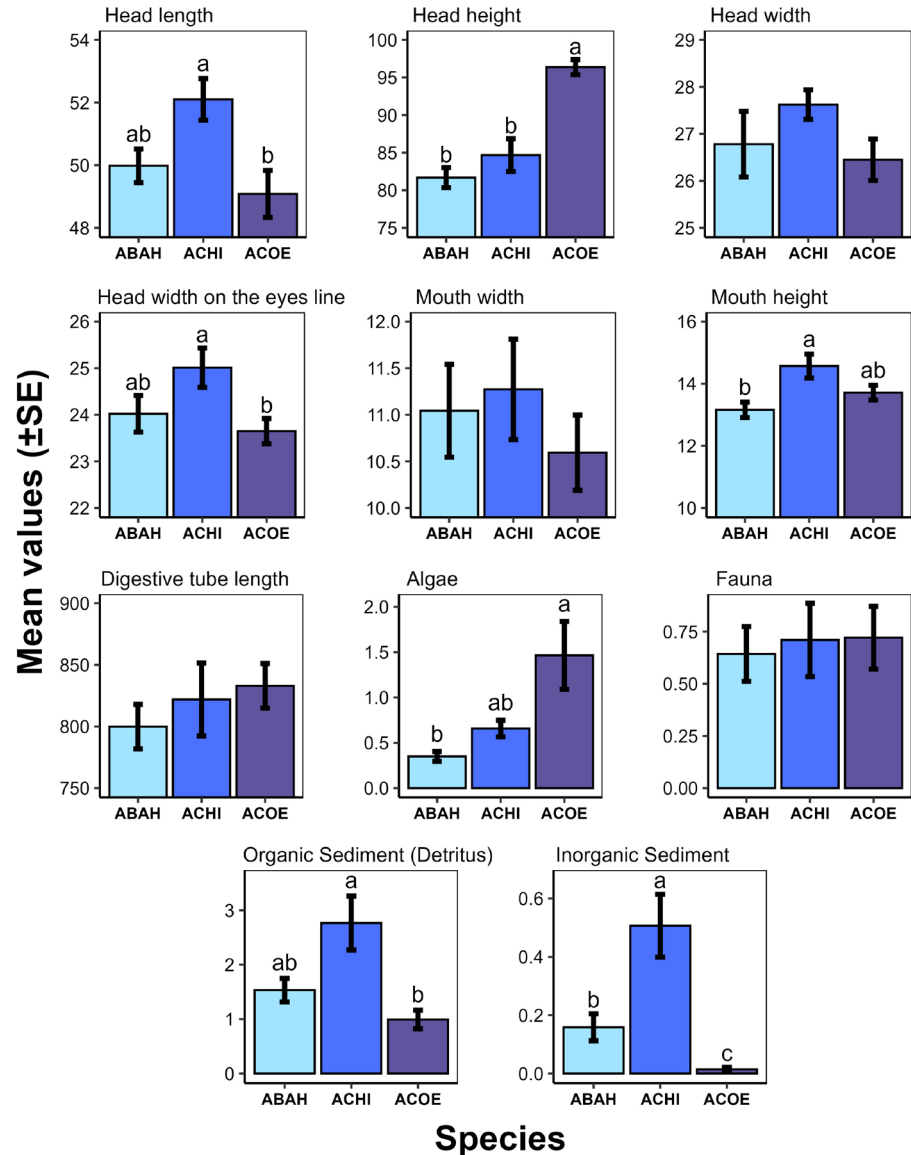 Head length
Head height
Head width
54
52
50
48
ab
a
b
ABAH ACHI ACOE
100
95
90
85
80
75
b
b
a
ABAH ACHI ACOE
29
28
27
26
25
ABAH ACHI ACOE
Head width on the eyes line
Mouth width
Mouth height
26
25
24
23
22
ab
a
b
ABAH ACHI ACOE
12.0
11.5
11.0
10.5
10.0
ABAH ACHI ACOE
16
14
12
10
b
a
ab
ABAH ACHI ACOE
Mean values (±SE)
Digestive tube length
Algae
Fauna
900
850
800
750
ABAH ACHI ACOE
2.0
1.5
1.0
0.5
0.0
b
ab
a
ABAH ACHI ACOE
0.75
0.50
0.25
0.00
ABAH ACHI ACOE
Organic Sediment (Detritus)
Inorganic Sediment
3
2
1
0
ab
a
b
ABAH ACHI ACOE
0.6
0.4
0.2
0.0
b
a
c
ABAH ACHI ACOE
Species